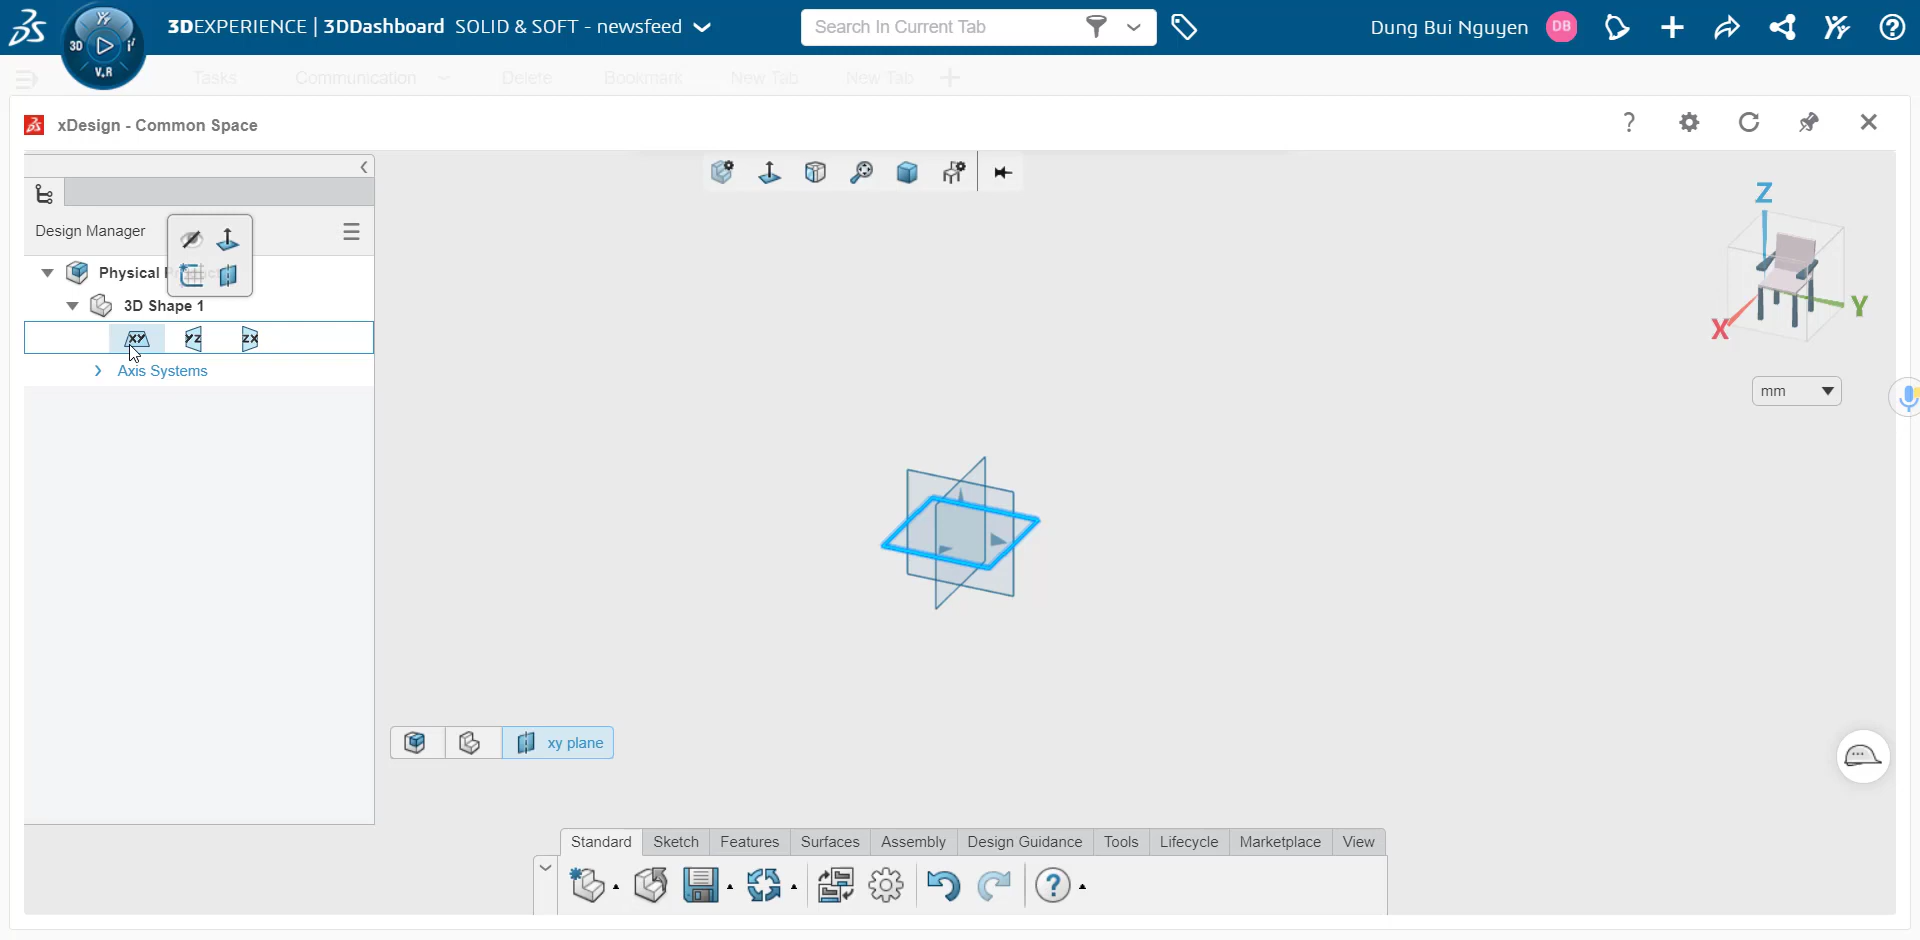 3DEXPERIENCE | 3DDashboard SOLID & SOFT - newsfeed
Search In Current Tab
Dung Bui Nguyen DB
3D
V.R
Tasks Communication Delete Bookmark New Tab New Tab
xDesign - Common Space
Design Manager
Physical
3D Shape 1
XY YZ ZX
Axis Systems
Z
Y
X
mm
xy plane
Standard Sketch Features Surfaces Assembly Design Guidance Tools Lifecycle Marketplace View